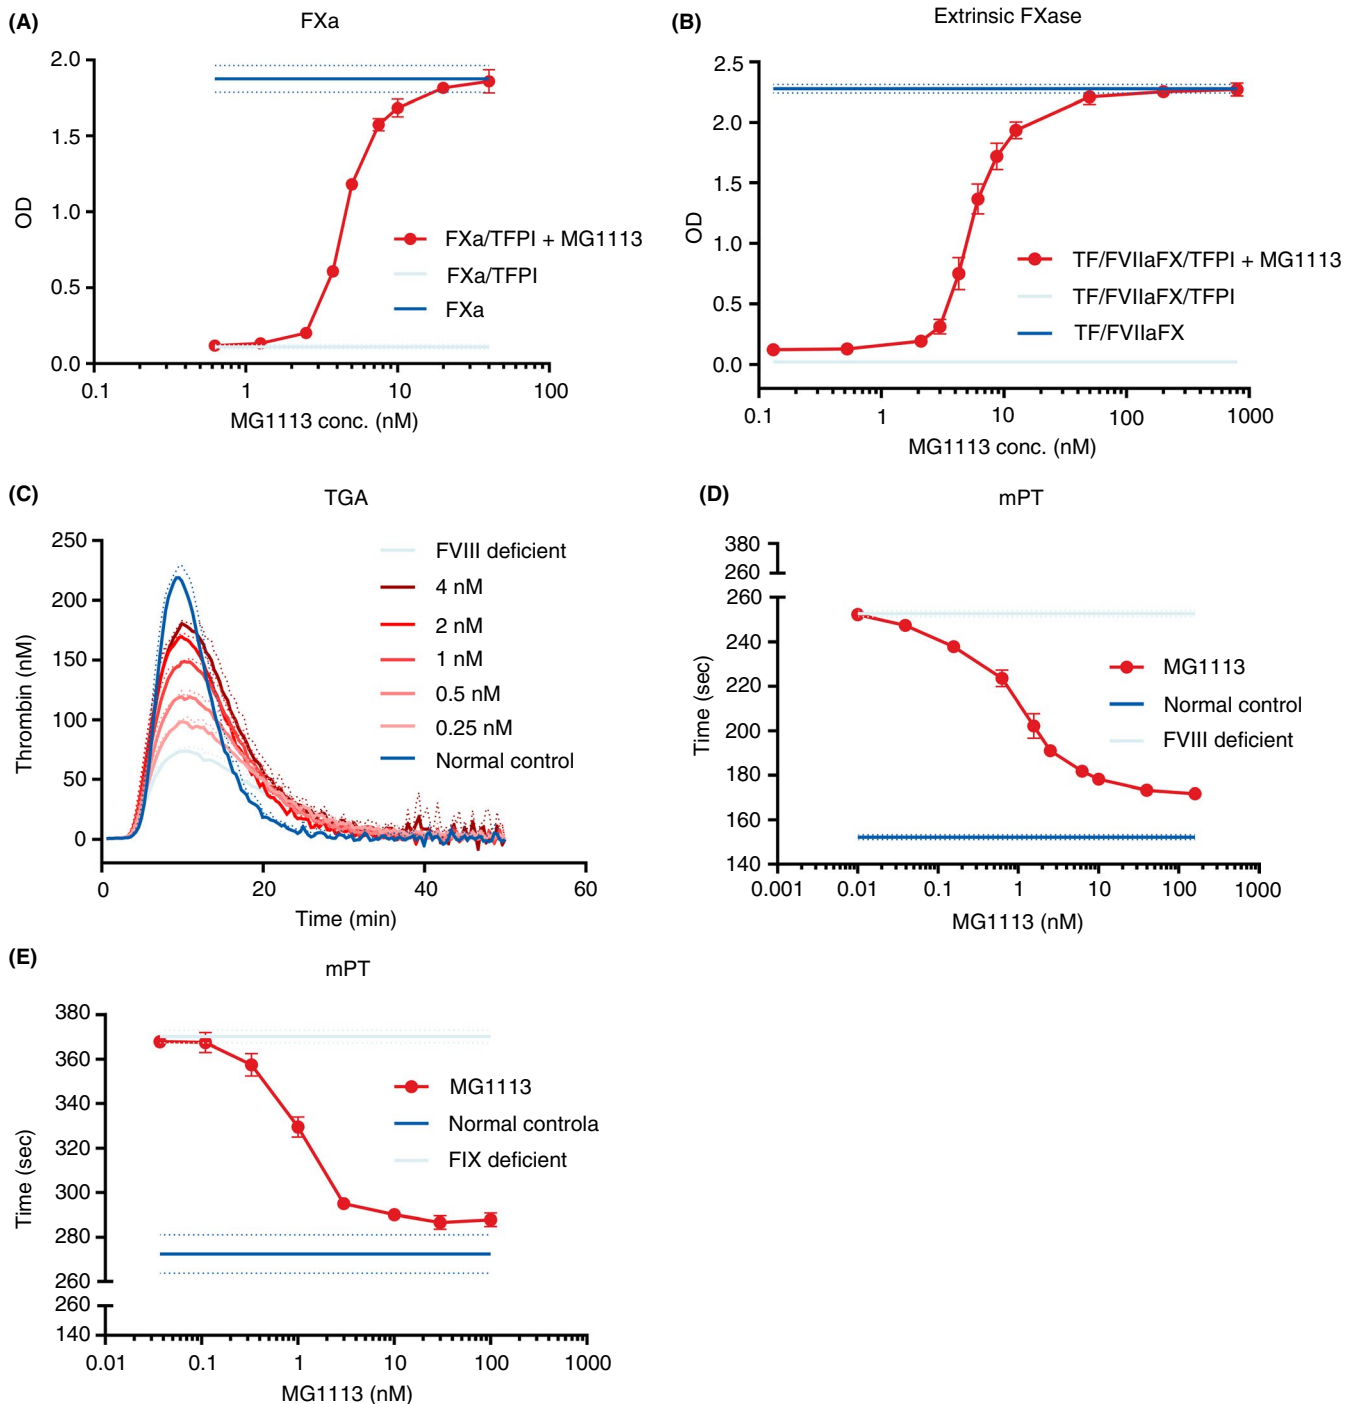 (A)
FXa
2.0
1.5
1.0
0.5
0.0
OD
0.1
1
10
100
MG1113 conc. (nM)
FXa/TFPI + MG1113
FXa/TFPI
FXa
(B)
Extrinsic FXase
2.5
2.0
1.5
1.0
0.5
0.0
OD
0.1
1
10
100
1000
MG1113 conc. (nM)
TF/FVIIaFX/TFPI + MG1113
TF/FVIIaFX/TFPI
TF/FVIIaFX
(C)
TGA
250
200
150
100
50
0
Thrombin (nM)
0
20
40
60
Time (min)
FVIII deficient
4 nM
2 nM
1 nM
0.5 nM
0.25 nM
Normal control
(D)
mPT
380
260
260
240
220
200
180
160
140
Time (sec)
0.001
0.01
0.1
1
10
100
1000
MG1113 (nM)
MG1113
Normal control
FVIII deficient
(E)
mPT
380
360
340
320
300
280
260
260
140
Time (sec)
0.01
0.1
1
10
100
1000
MG1113 (nM)
MG1113
Normal controla
FIX deficient